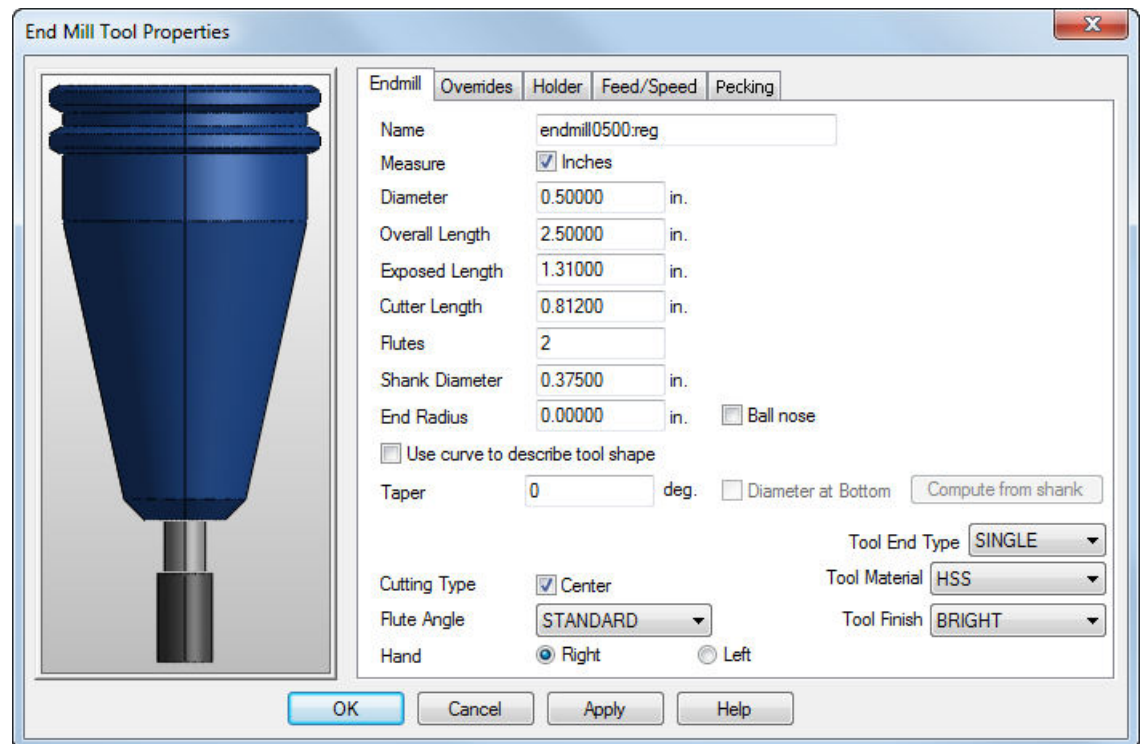 End Mill Tool Properties
X
Endmill Overrides Holder Feed/Speed Pecking
Name endmill0500:reg
Measure Inches
Diameter 0.50000 in.
Overall Length 2.50000 in.
Exposed Length 1.31000 in.
Cutter Length 0.81200 in.
Flutes 2
Shank Diameter 0.37500 in.
End Radius 0.00000 in. Ball nose
Use curve to describe tool shape
Taper 0 deg. Diameter at Bottom Compute from shank
Tool End Type SINGLE
Cutting Type Center Tool Material HSS
Flute Angle STANDARD Tool Finish BRIGHT
Hand Right Left
OK Cancel Apply Help